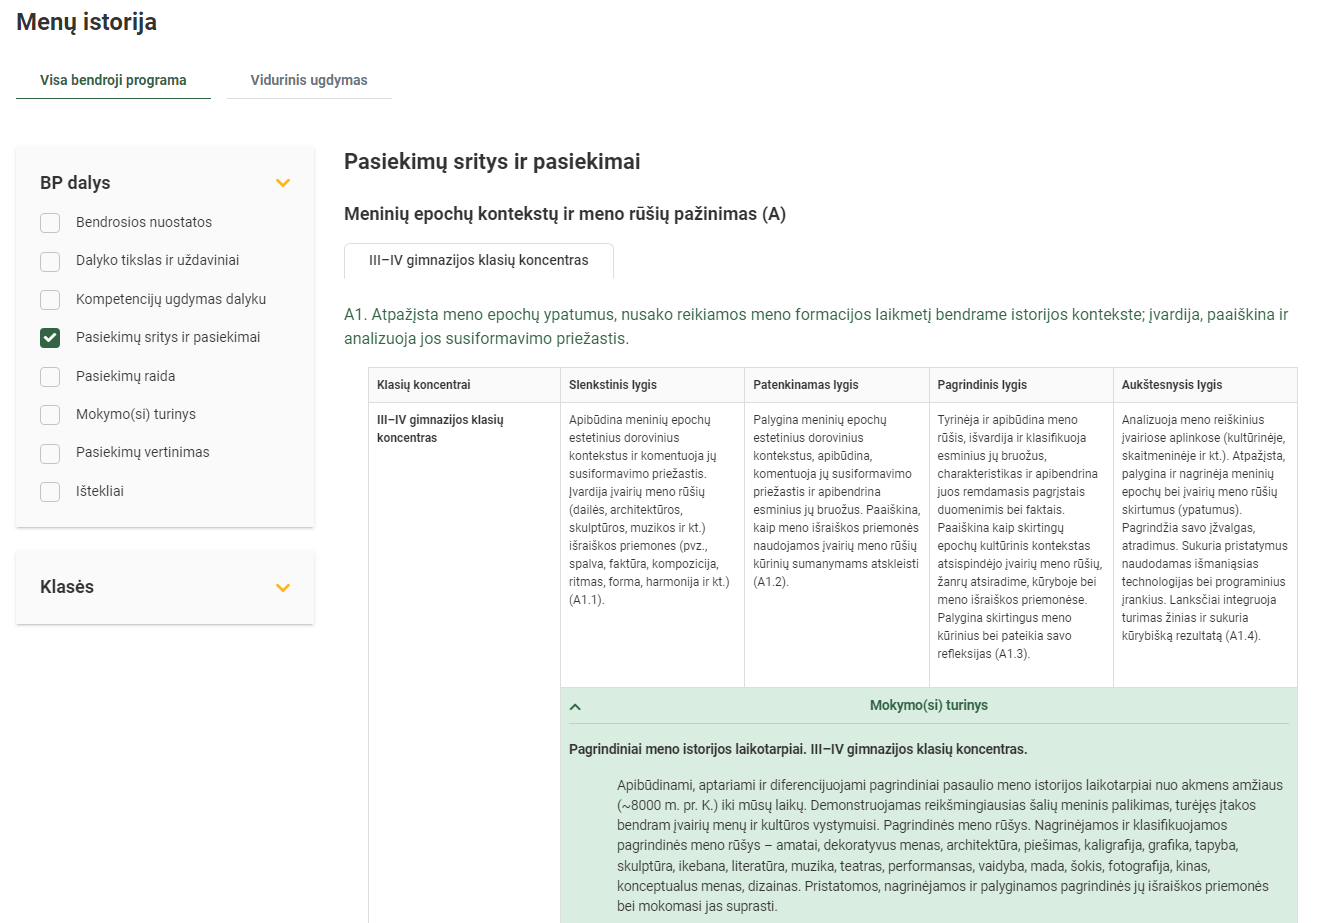 Menų istorija
Visa bendroji programa
Vidurinis ugdymas
BP dalys
Bendrosios nuostatos
Dalyko tikslas ir uždaviniai
Kompetencijų ugdymas dalyku
Pasiekimų sritys ir pasiekimai
Pasiekimų raida
Mokymo(si) turinys
Pasiekimų vertinimas
Ištekliai
Klasės
Pasiekimų sritys ir pasiekimai
Meninių epochų kontekstų ir meno rūšių pažinimas (A)
III–IV gimnazijos klasių koncentras
A1. Atpažįsta meno epochų ypatumus, nusako reikiamos meno formacijos laikmetį bendrame istorijos kontekste; įvardija, paaiškina ir
analizuoja jos susiformavimo priežastis.
Klasių koncentrai
Slenkstinis lygis
Patenkinamas lygis
Pagrindinis lygis
Aukštesnysis lygis
III–IV gimnazijos klasių
koncentras
Apibūdina meninių epochų
estetinius dorovinius
kontekstus ir komentuoja jų
susiformavimo priežastis.
Įvardija įvairių meno rūšių
(dailės, architektūros,
skulptūros, muzikos ir kt.)
išraiškos priemones (pvz.,
spalva, faktūra, kompozicija,
ritmas, forma, harmonija ir kt.)
(A1.1).
Palygina meninių epochų
estetinius dorovinius
kontekstus, apibūdina,
komentuoja jų susiformavimo
priežastis ir apibendrina
esminius jų bruožus. Paaiškina,
kaip meno išraiškos priemonės
naudojamos įvairių meno rūšių
kūrinių sumanymams atskleisti
(A1.2).
Tyrinėja ir apibūdina meno
rūšis, išvardija ir klasifikuoja
esminius jų bruožus,
charakteristikas ir apibendrina
juos remdamasis pagrįstais
duomenimis bei faktais.
Paaiškina kaip skirtingų
epochų kultūrinis kontekstas
atsispindėjo įvairių meno rūšių,
žanrų atsiradime, kūryboje bei
meno išraiškos priemonėse.
Palygina skirtingus meno
kūrinius bei pateikia savo
refleksijas (A1.3).
Analizuoja meno reiškinius
įvairiose aplinkose (kultūrinėje,
skaitmeninėje ir kt.). Atpažįsta,
palygina ir nagrinėja meninių
epochų bei įvairių meno rūšių
skirtumus (ypatumus).
Pagrindžia savo įžvalgas,
atradimus. Sukuria pristatymus
naudodamas išmaniąsias
technologijas bei programinius
įrankius. Lanksčiai integruoja
turimas žinias ir sukuria
kūrybišką rezultatą (A1.4).
Mokymo(si) turinys
Pagrindiniai meno istorijos laikotarpiai. III–IV gimnazijos klasių koncentras.
Apibūdinami, aptariami ir diferencijuojami pagrindiniai pasaulio meno istorijos laikotarpiai nuo akmens amžiaus
(~8000 m. pr. K.) iki mūsų laikų. Demonstruojamas reikšmingiausias šalių meninis palikimas, turėjęs įtakos
bendram įvairių menų ir kultūros vystymuisi. Pagrindinės meno rūšys. Nagrinėjamos ir klasifikuojamos
pagrindinės meno rūšys – amatai, dekoratyvus menas, architektūra, piešimas, kaligrafija, grafika, tapyba,
skulptūra, ikebana, literatūra, muzika, teatras, performansas, vaidyba, mada, šokis, fotografija, kinas,
konceptualus menas, dizainas. Pristatomos, nagrinėjamos ir palyginamos pagrindinės jų išraiškos priemonės
bei mokomasi jas suprasti.